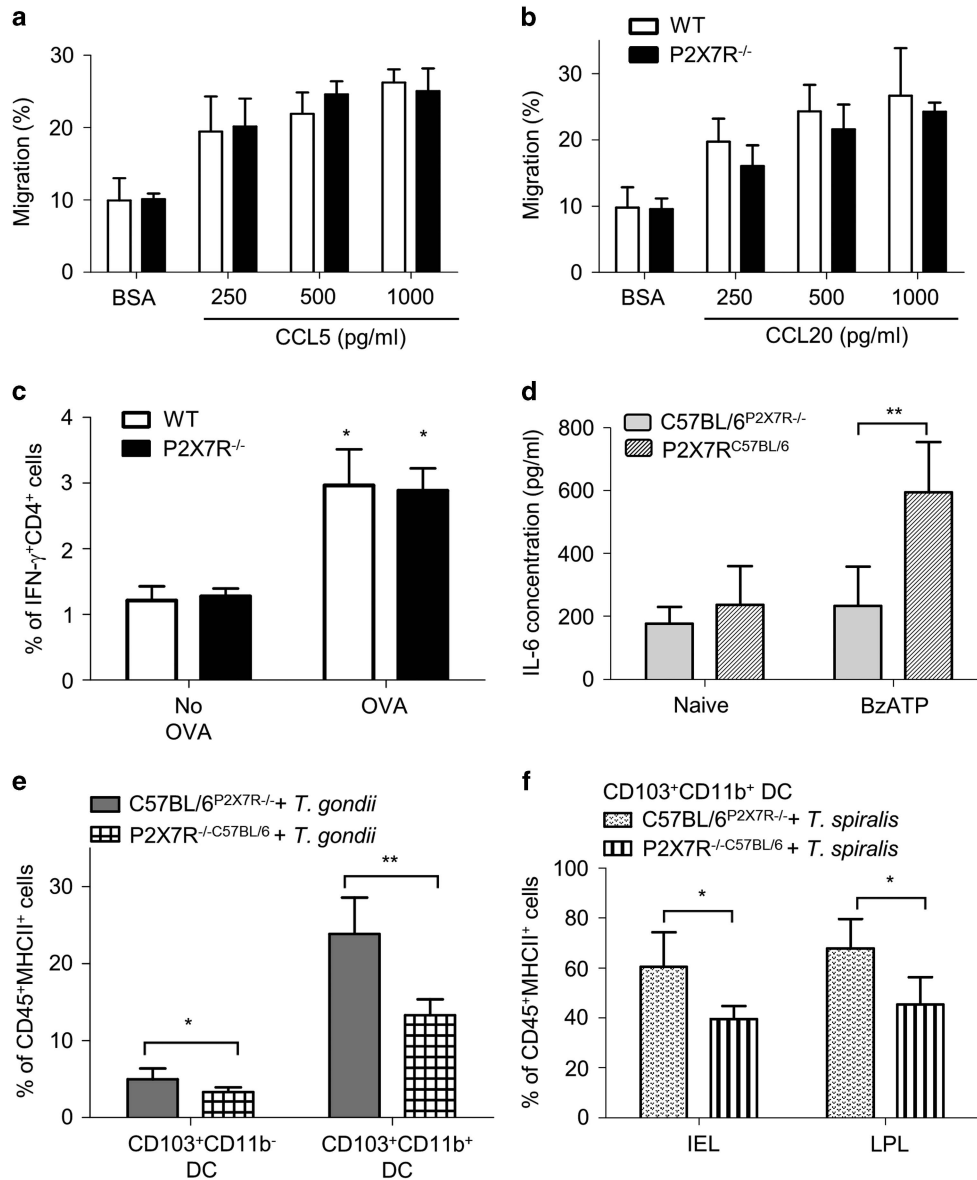 a
30
20
10
0
Migration (%)
BSA
250
500
1000
CCL5 (pg/ml)
b
WT
P2X7R-/-
30
20
10
0
Migration (%)
BSA
250
500
1000
CCL20 (pg/ml)
c
WT
P2X7R-/-
4
3
2
1
0
% of IFN-γ+CD4+ cells
*
*
No
OVA
OVA
d
C57BL/6P2X7R-/-
P2X7RC57BL/6
800
600
400
200
0
IL-6 concentration (pg/ml)
**
Naive
BzATP
e
C57BL/6P2X7R-/-+ T. gondii
P2X7R-/-C57BL/6 + T. gondii
30
20
10
0
% of CD45+MHCII+ cells
*
**
CD103+CD11b-
DC
CD103+CD11b+
DC
f
CD103+CD11b+ DC
C57BL/6P2X7R-/-+ T. spiralis
P2X7R-/-C57BL/6 + T. spiralis
100
80
60
40
20
0
% of CD45+MHCII+ cells
*
*
IEL
LPL